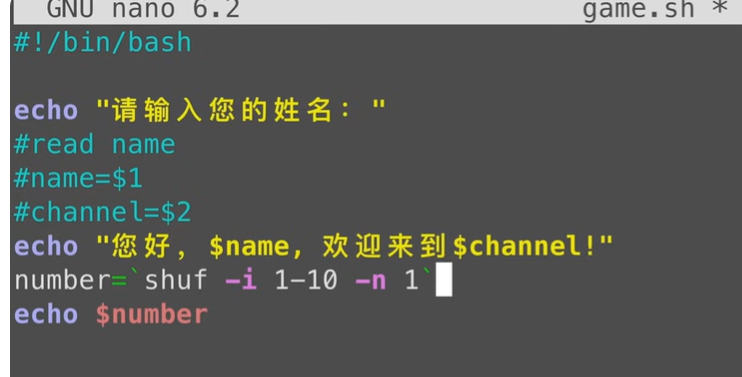 GNU nano 6.2 game.sh *
#!/bin/bash
echo "请输入您的姓名： "
#read name
#name=$1
#channel=$2
echo "您好，$name, 欢迎来到$channel!"
number=`shuf -i 1-10 -n 1`
echo $number